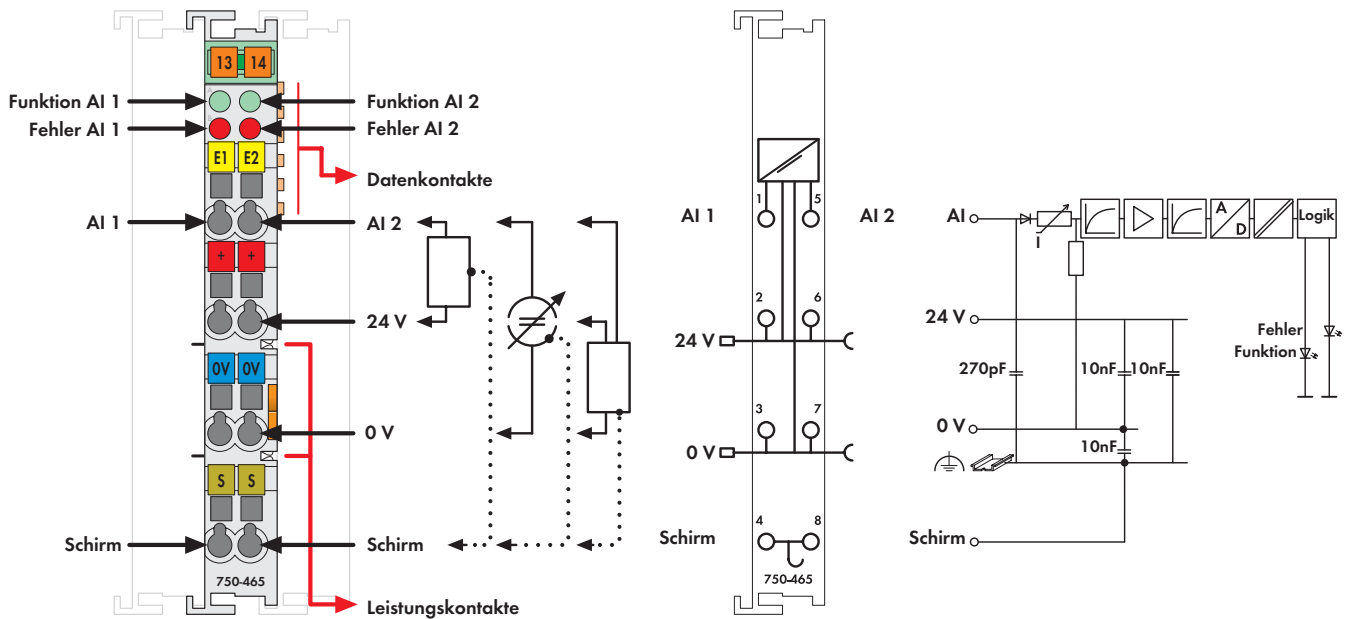 13 14
Funktion AI 1
Funktion AI 2
Fehler AI 1
Fehler AI 2
E1 E2
Datenkontakte
AI 1
AI 2
+ +
24 V
0V 0V
0 V
S S
Schirm
Schirm
750-465
Leistungskontakte
1 5
AI 1
AI 2
2 6
24 V
3 7
0 V
4 8
Schirm
750-465
AI
I
A
D
Logik
24 V
Fehler
Funktion
270pF
10nF
10nF
0 V
10nF
Schirm